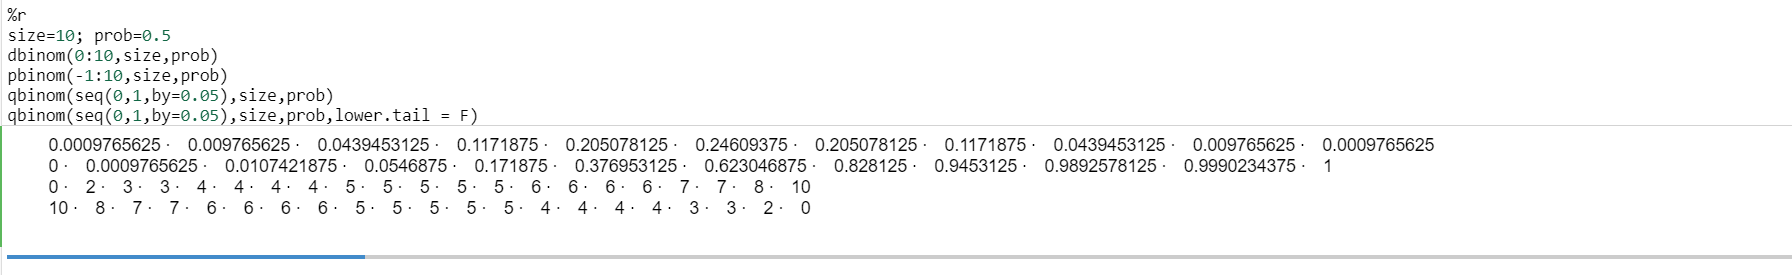 %r
size=10; prob=0.5
dbinom(0:10,size,prob)
pbinom(-1:10,size,prob)
qbinom(seq(0,1,by=0.05),size,prob)
qbinom(seq(0,1,by=0.05),size,prob,lower.tail = F)
0.0009765625 · 0.009765625 · 0.0439453125 · 0.1171875 · 0.205078125 · 0.24609375 · 0.205078125 · 0.1171875 · 0.0439453125 · 0.009765625 · 0.0009765625
0 · 0.0009765625 · 0.0107421875 · 0.0546875 · 0.171875 · 0.376953125 · 0.623046875 · 0.828125 · 0.9453125 · 0.9892578125 · 0.9990234375 · 1
0 · 2 · 3 · 3 · 4 · 4 · 4 · 4 · 5 · 5 · 5 · 5 · 5 · 6 · 6 · 6 · 6 · 7 · 7 · 8 · 10
10 · 8 · 7 · 7 · 6 · 6 · 6 · 6 · 5 · 5 · 5 · 5 · 5 · 4 · 4 · 4 · 4 · 3 · 3 · 2 · 0